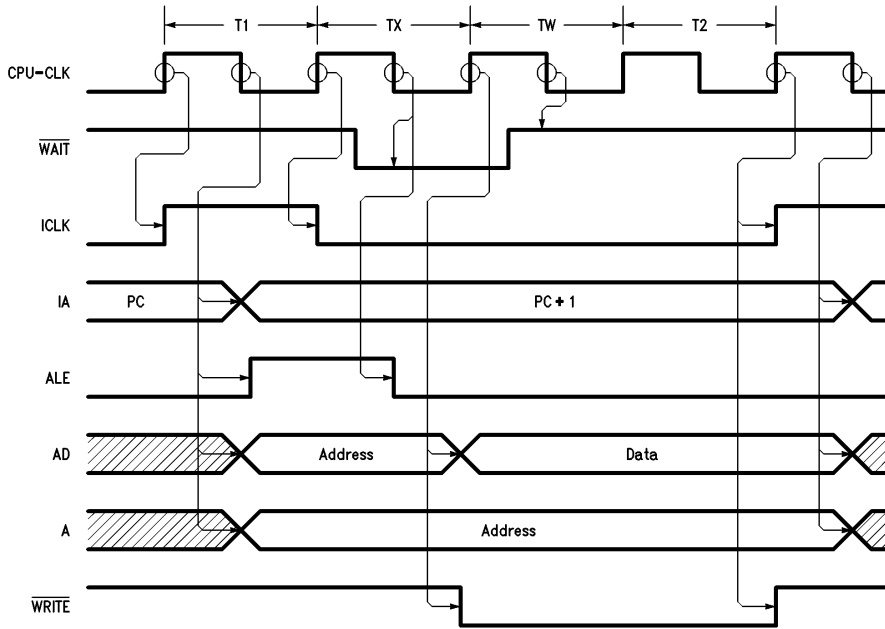 T1 TX TW T2
CPU-CLK
WAIT
ICLK
IA PC PC + 1
ALE
AD Address Data
A Address
WRITE